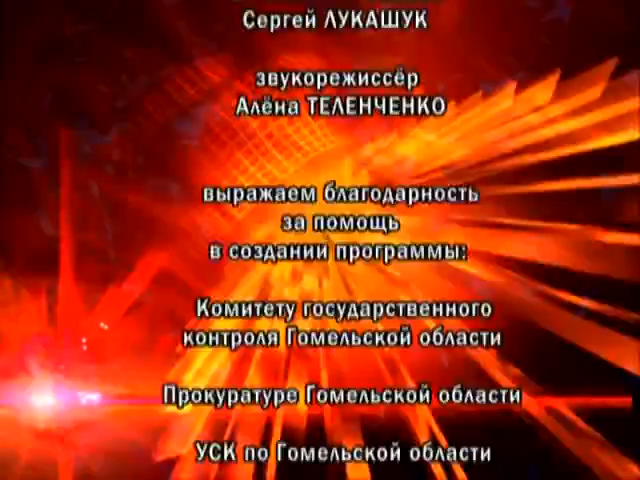 Сергей ЛУКАШУК
звукорежиссёр
Алёна ТЕЛЕНЧЕНКО
выражаем благодарность
за помощь
в создании программы:
Комитету государственного
контроля Гомельской области
Прокуратуре Гомельской области
УСК по Гомельской области